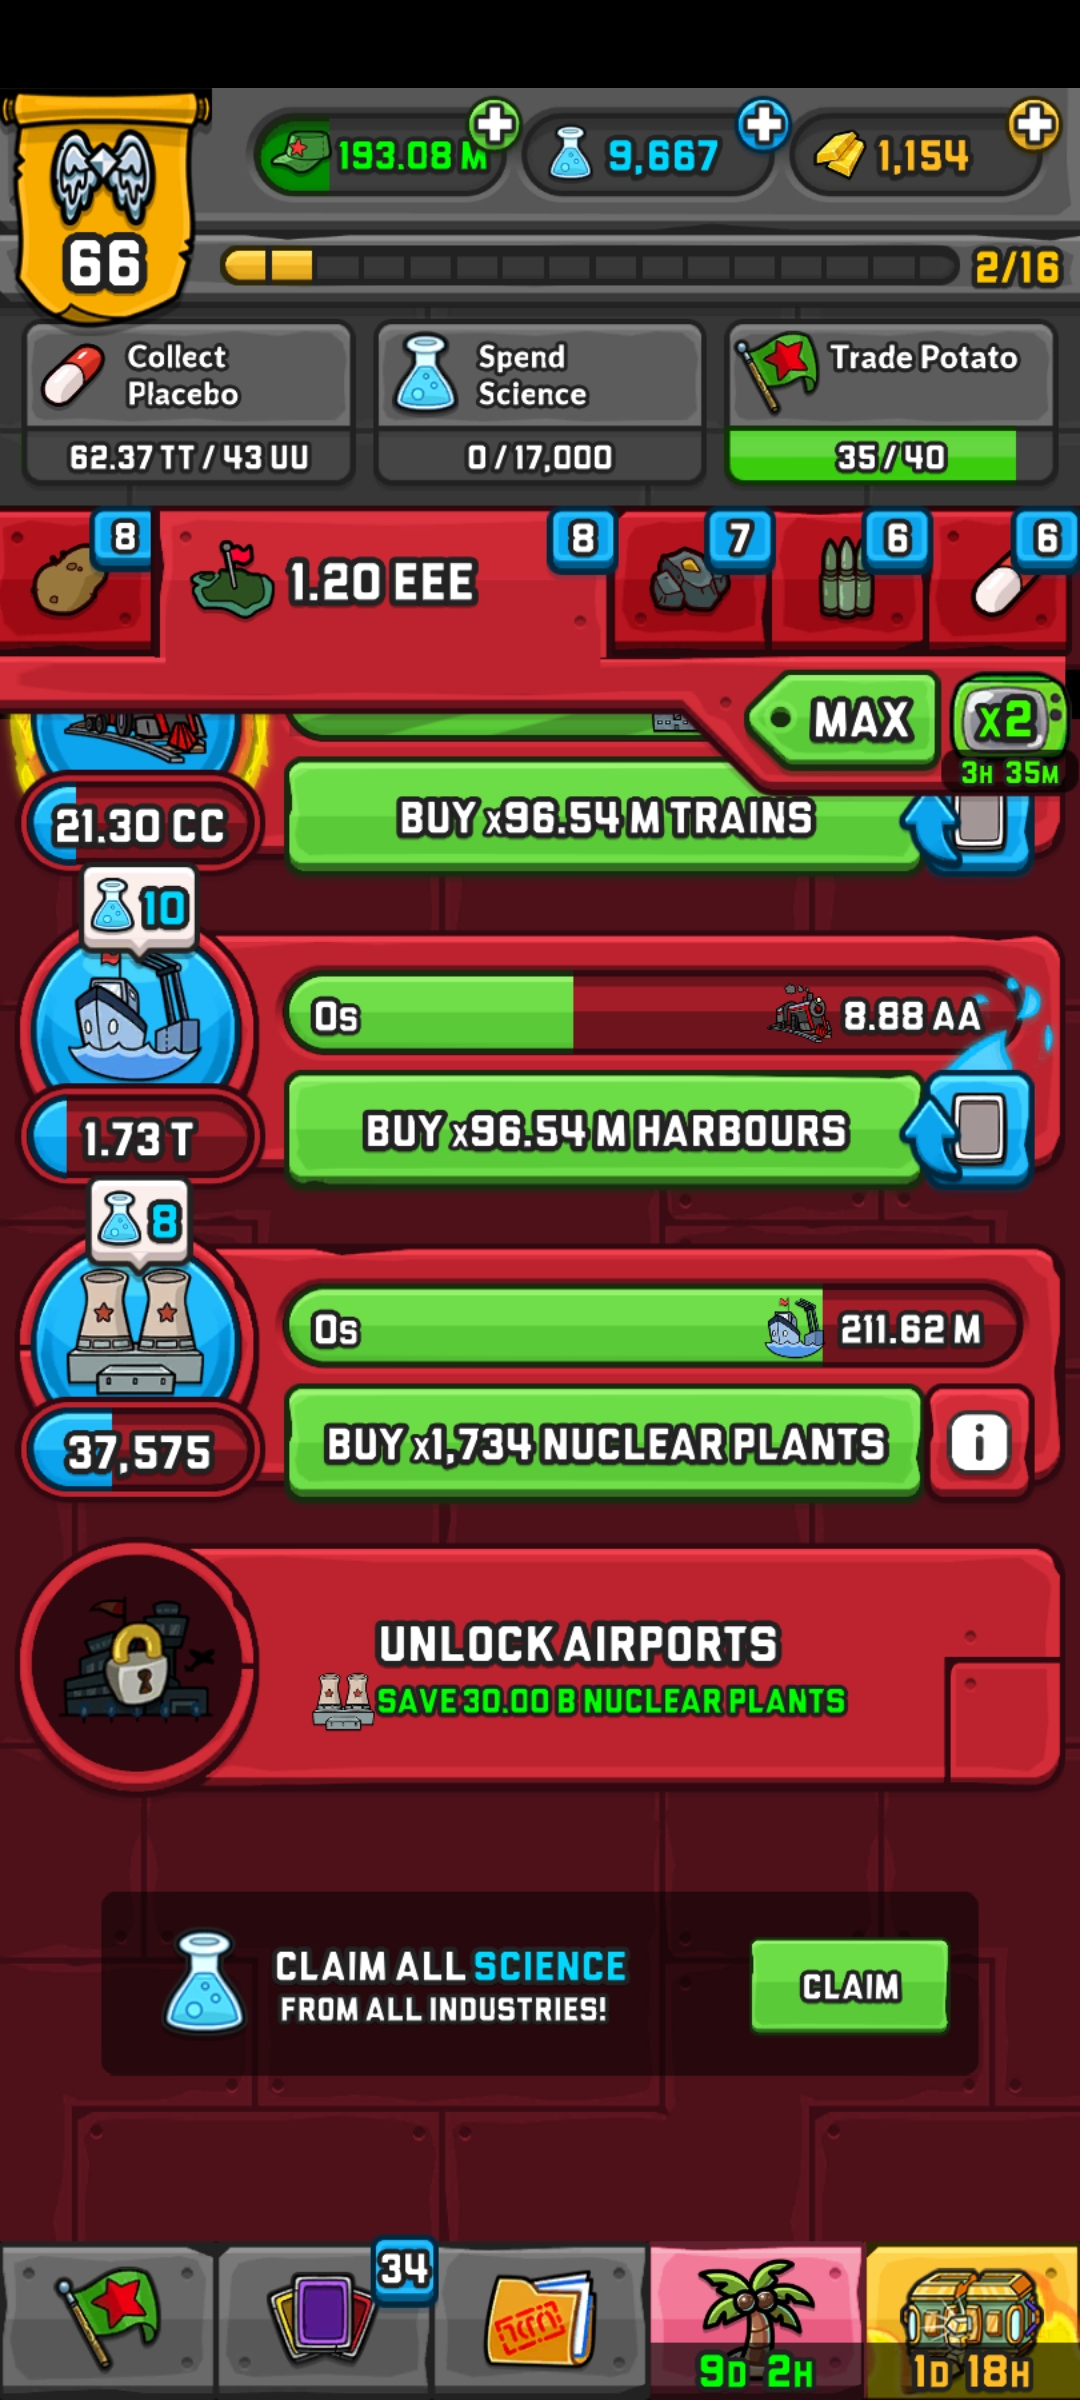 193.08 M
9,667
1,154
66
2/16
Collect
Placebo
62.37 TT / 43 UU
Spend
Science
0 / 17,000
Trade Potato
35 / 40
8
1.20 EEE
8
7
6
6
MAX
x2
3H 35M
21.30 CC
BUY x96.54 M TRAINS
10
0s
8.88 AA
1.73 T
BUY x96.54 M HARBOURS
8
0s
211.62 M
37,575
BUY x1,734 NUCLEAR PLANTS
i
UNLOCK AIRPORTS
SAVE 30.00 B NUCLEAR PLANTS
CLAIM ALL SCIENCE
FROM ALL INDUSTRIES!
CLAIM
34
9D 2H
1D 18H